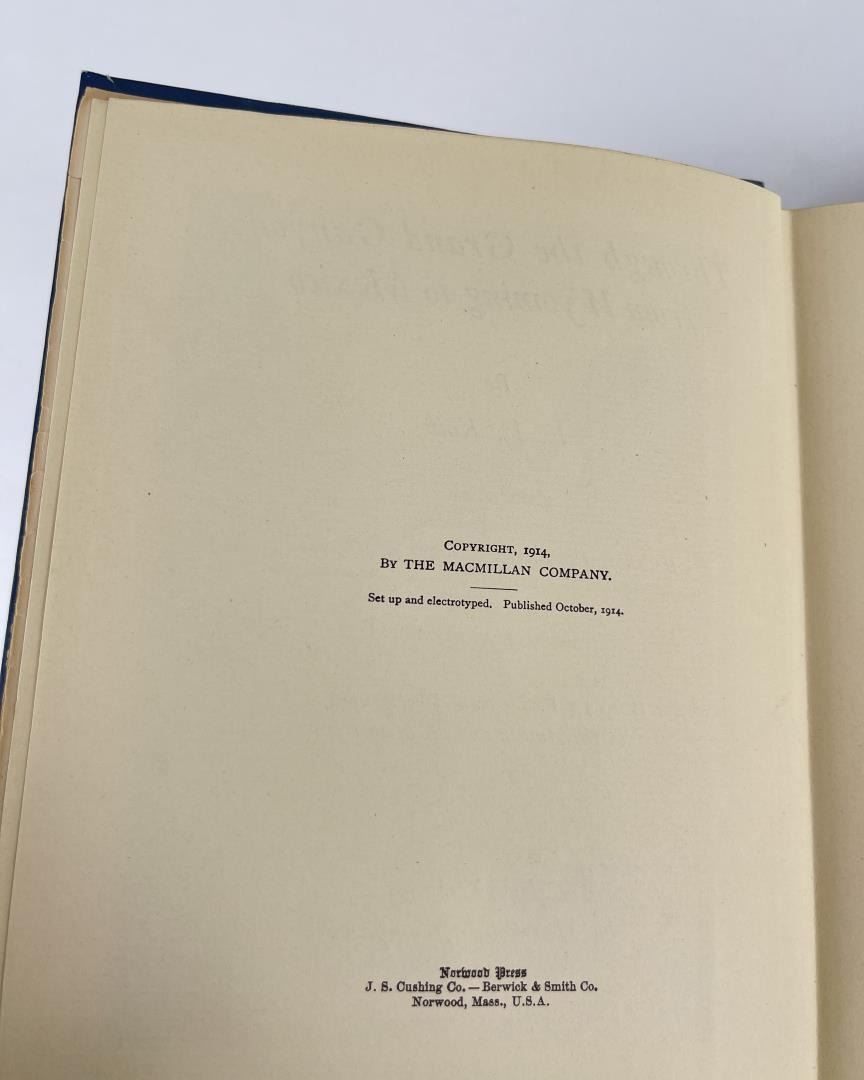 COPYRIGHT, 1914,
BY THE MACMILLAN COMPANY.
Set up and electrotyped. Published October, 1914.
Norwood Press
J. S. Cushing Co. — Berwick & Smith Co.
Norwood, Mass., U.S.A.